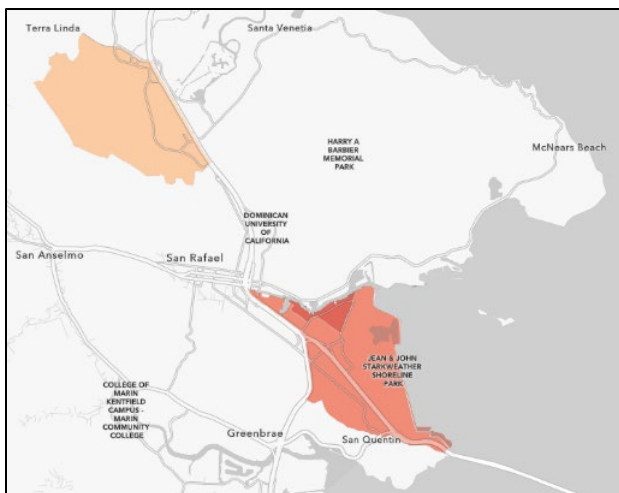 Terra Linda
Santa Venetia
HARRY A
BARBIER
MEMORIAL
PARK
McNears Beach
DOMINICAN
UNIVERSITY
OF
CALIFORNIA
San Anselmo
San Rafael
JEAN & JOHN
STARKWEATHER
SHORELINE
PARK
COLLEGE OF
MARIN
KENTFIELD
CAMPUS -
MARIN
COMMUNITY
COLLEGE
Greenbrae
San Quentin